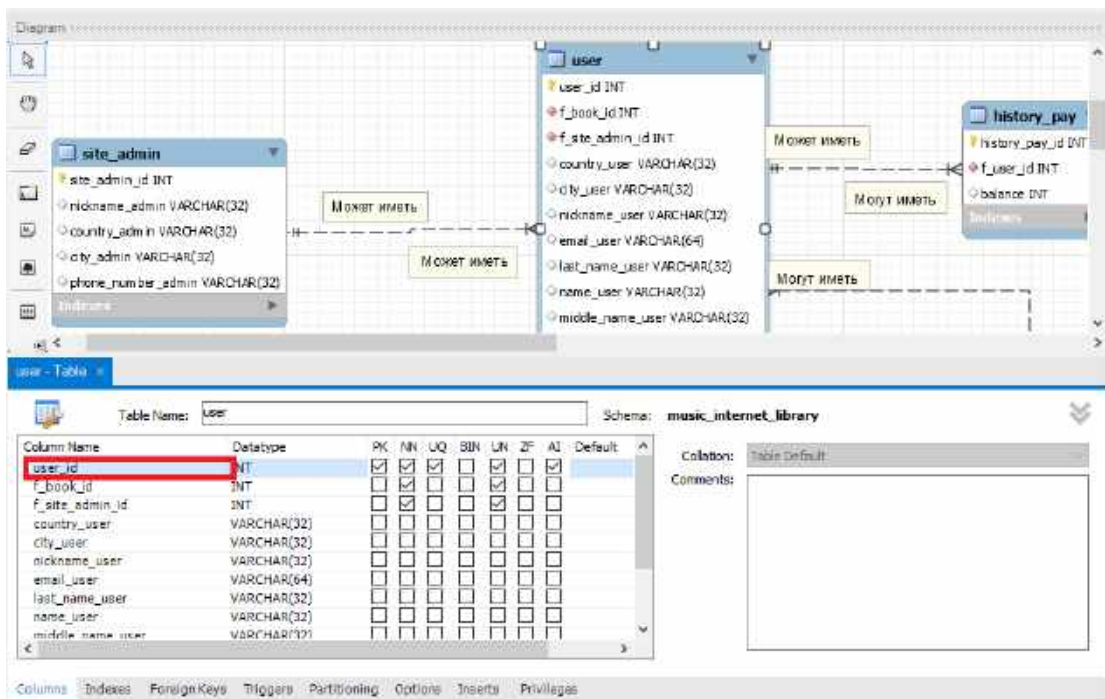 Diagram
user
user_id INT
f_book_id INT
f_site_admin_id INT
country_user VARCHAR(32)
city_user VARCHAR(32)
nickname_user VARCHAR(32)
email_user VARCHAR(64)
last_name_user VARCHAR(32)
name_user VARCHAR(32)
middle_name_user VARCHAR(32)
site_admin
site_admin_id INT
nickname_admin VARCHAR(32)
country_admin VARCHAR(32)
city_admin VARCHAR(32)
phone_number_admin VARCHAR(32)
Indexes
Может иметь
Может иметь
Может иметь
Могут иметь
Могут иметь
history_pay
history_pay_id INT
f_user_id INT
balance INT
Indexes
user - Table
Table Name: user
Schema: music_internet_library
Column Name Datatype PK NN UQ BIN UN ZF AI Default
user_id INT
f_book_id INT
f_site_admin_id INT
country_user VARCHAR(32)
city_user VARCHAR(32)
nickname_user VARCHAR(32)
email_user VARCHAR(64)
last_name_user VARCHAR(32)
name_user VARCHAR(32)
middle_name_user VARCHAR(32)
Collation: Table Default
Comments:
Columns Indexes Foreign Keys Triggers Partitioning Options Inserts Privileges